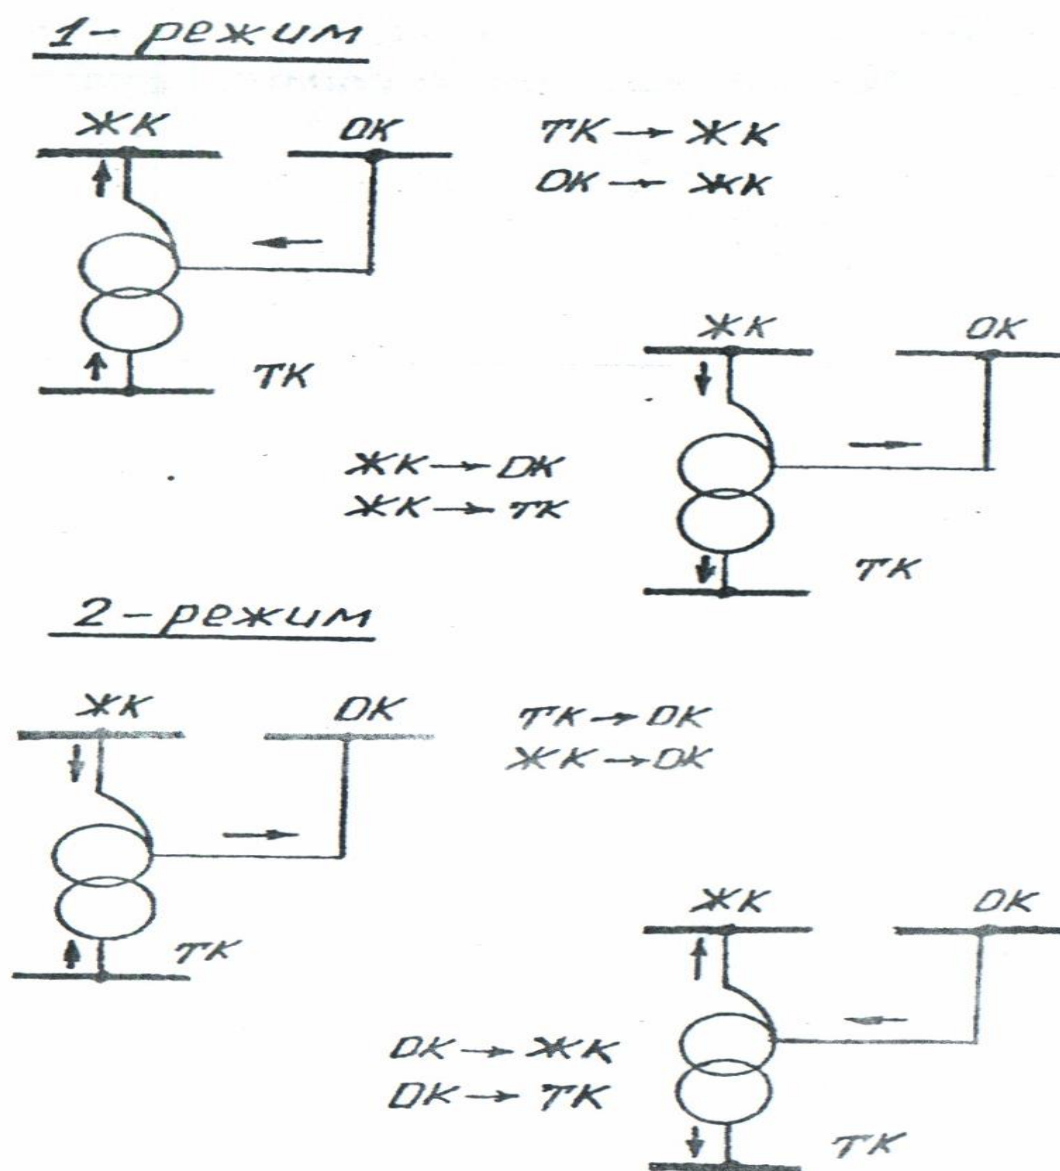 1-режим
ЖК ОК
ТК → ЖК
ОК → ЖК
ТК
ЖК ОК
ЖК → ОК
ЖК → ТК
ТК
2-режим
ЖК ОК
ТК → ОК
ЖК → ОК
ТК
ЖК ОК
ОК → ЖК
ОК → ТК
ТК